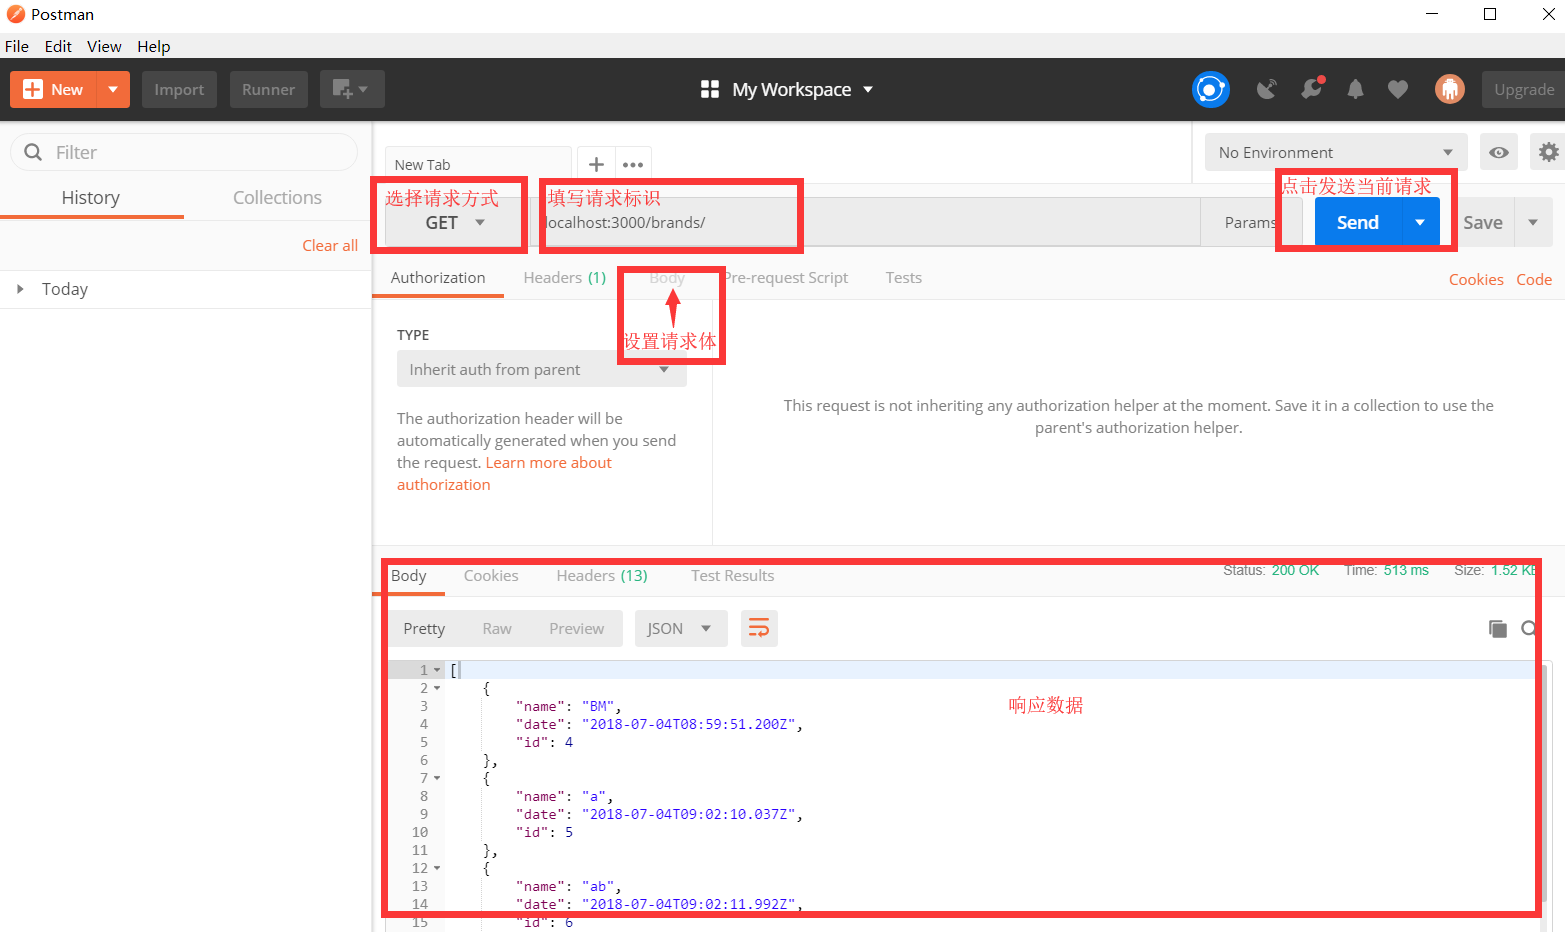 Postman
File Edit View Help
New Import Runner My Workspace Upgrade
Filter
History Collections
Clear all
Today
New Tab
No Environment
选择请求方式
填写请求标识
点击发送当前请求
GET localhost:3000/brands/ Params Send Save
Authorization Headers (1) Body Pre-request Script Tests Cookies Code
设置请求体
TYPE
Inherit auth from parent
The authorization header will be
automatically generated when you send
the request. Learn more about
authorization
This request is not inheriting any authorization helper at the moment. Save it in a collection to use the
parent's authorization helper.
Body Cookies Headers (13) Test Results Status: 200 OK Time: 513 ms Size: 1.52 KB
Pretty Raw Preview JSON
响应数据
1 [
2 {
3 "name": "BM",
4 "date": "2018-07-04T08:59:51.200Z",
5 "id": 4
6 },
7 {
8 "name": "a",
9 "date": "2018-07-04T09:02:10.037Z",
10 "id": 5
11 },
12 {
13 "name": "ab",
14 "date": "2018-07-04T09:02:11.992Z",
15 "id": 6